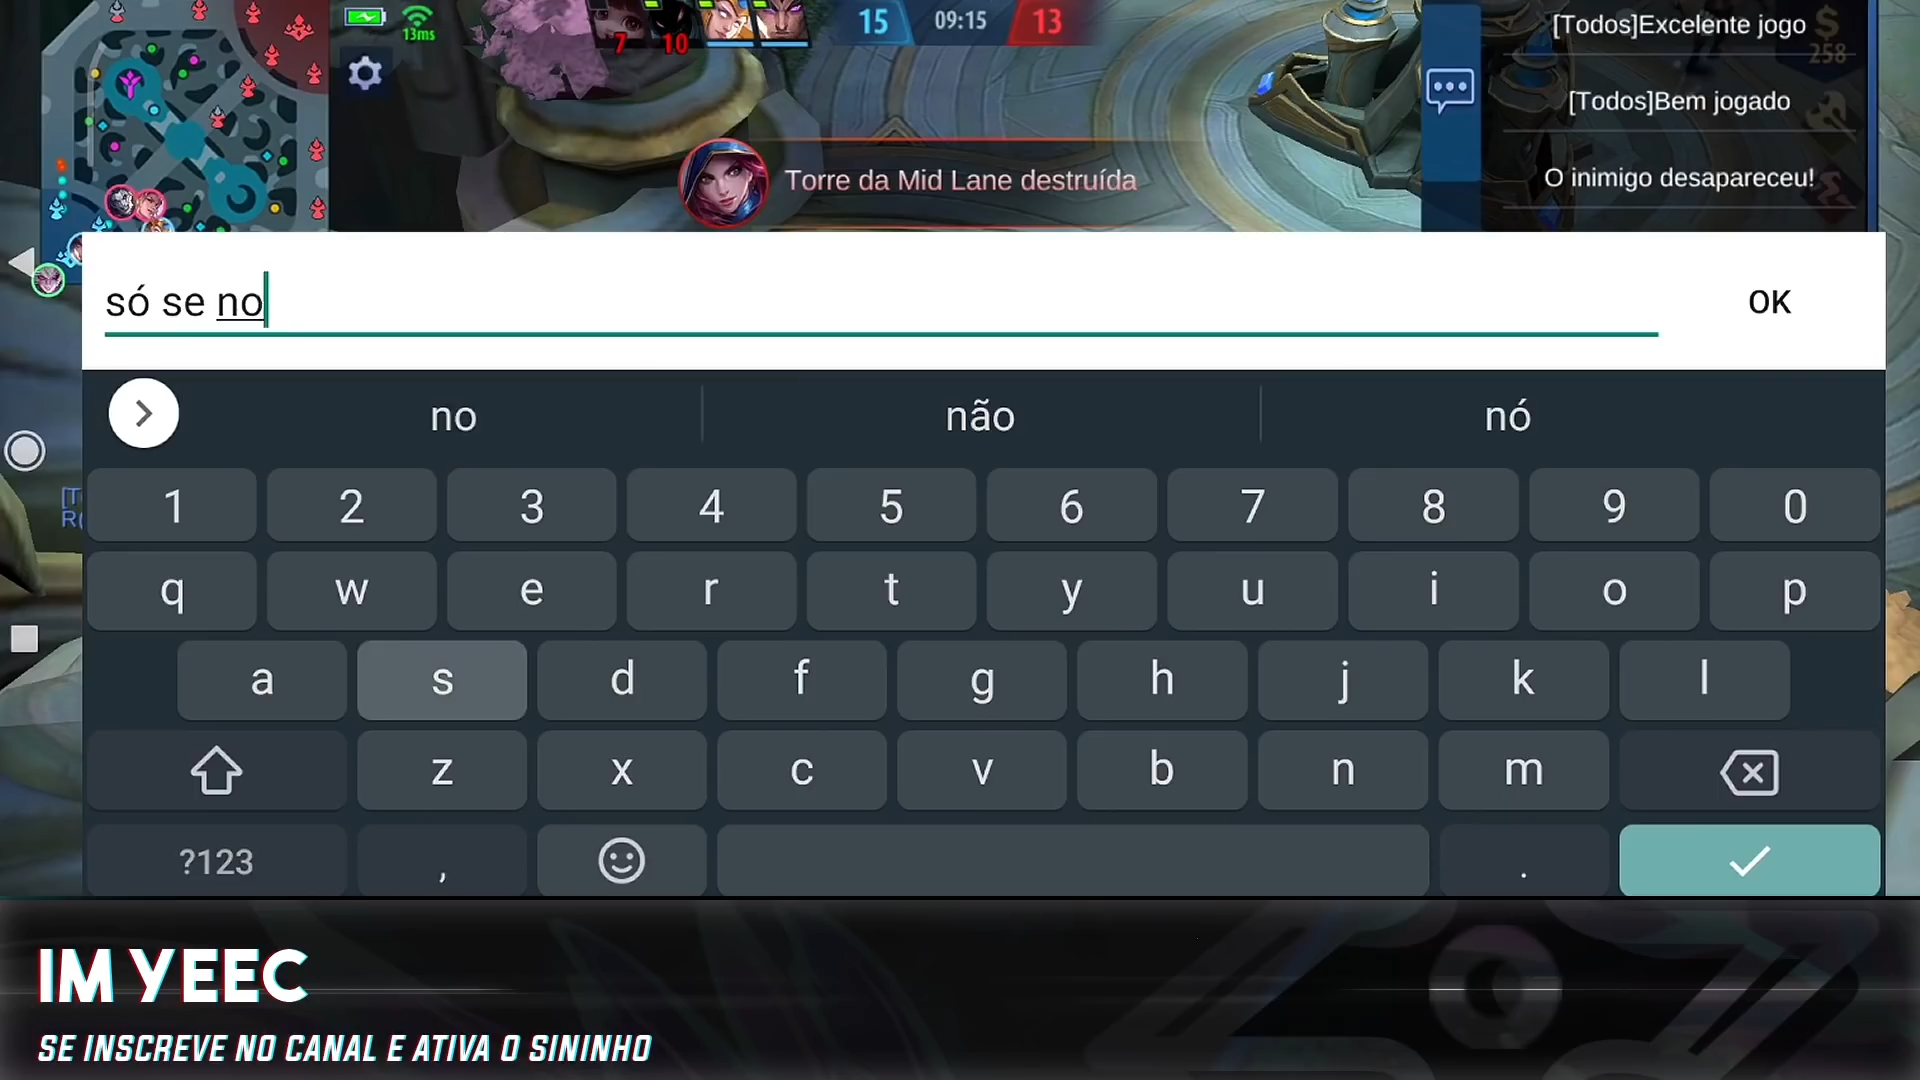 13ms
7 10
15 09:15 13
[Todos]Excelente jogo
258
[Todos]Bem jogado
Torre da Mid Lane destruída
O inimigo desapareceu!
só se no
OK
no não nó
1 2 3 4 5 6 7 8 9 0
q w e r t y u i o p
a s d f g h j k l
z x c v b n m
?123 , .
IM YEEC
SE INSCREVE NO CANAL E ATIVA O SININHO